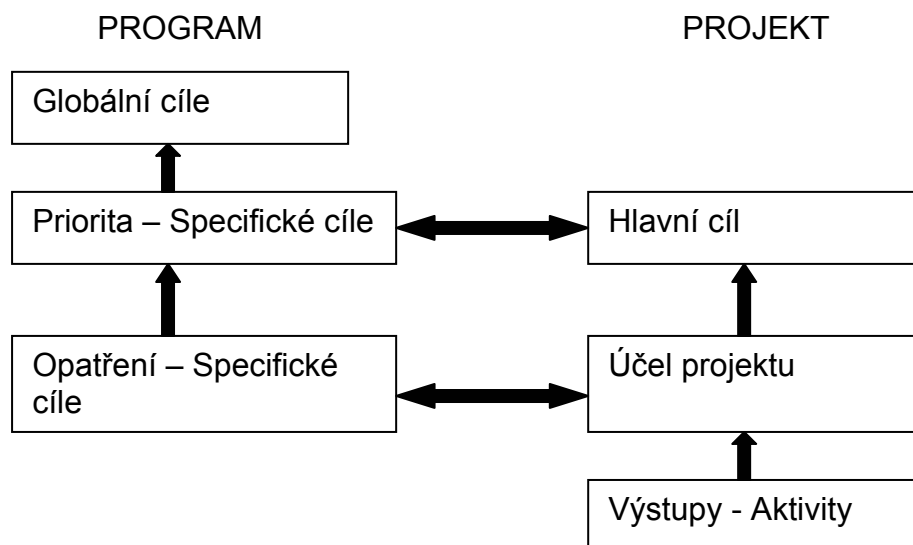 PROGRAM
PROJEKT
Globální cíle
Priorita – Specifické cíle
Hlavní cíl
Opatření – Specifické
cíle
Účel projektu
Výstupy - Aktivity